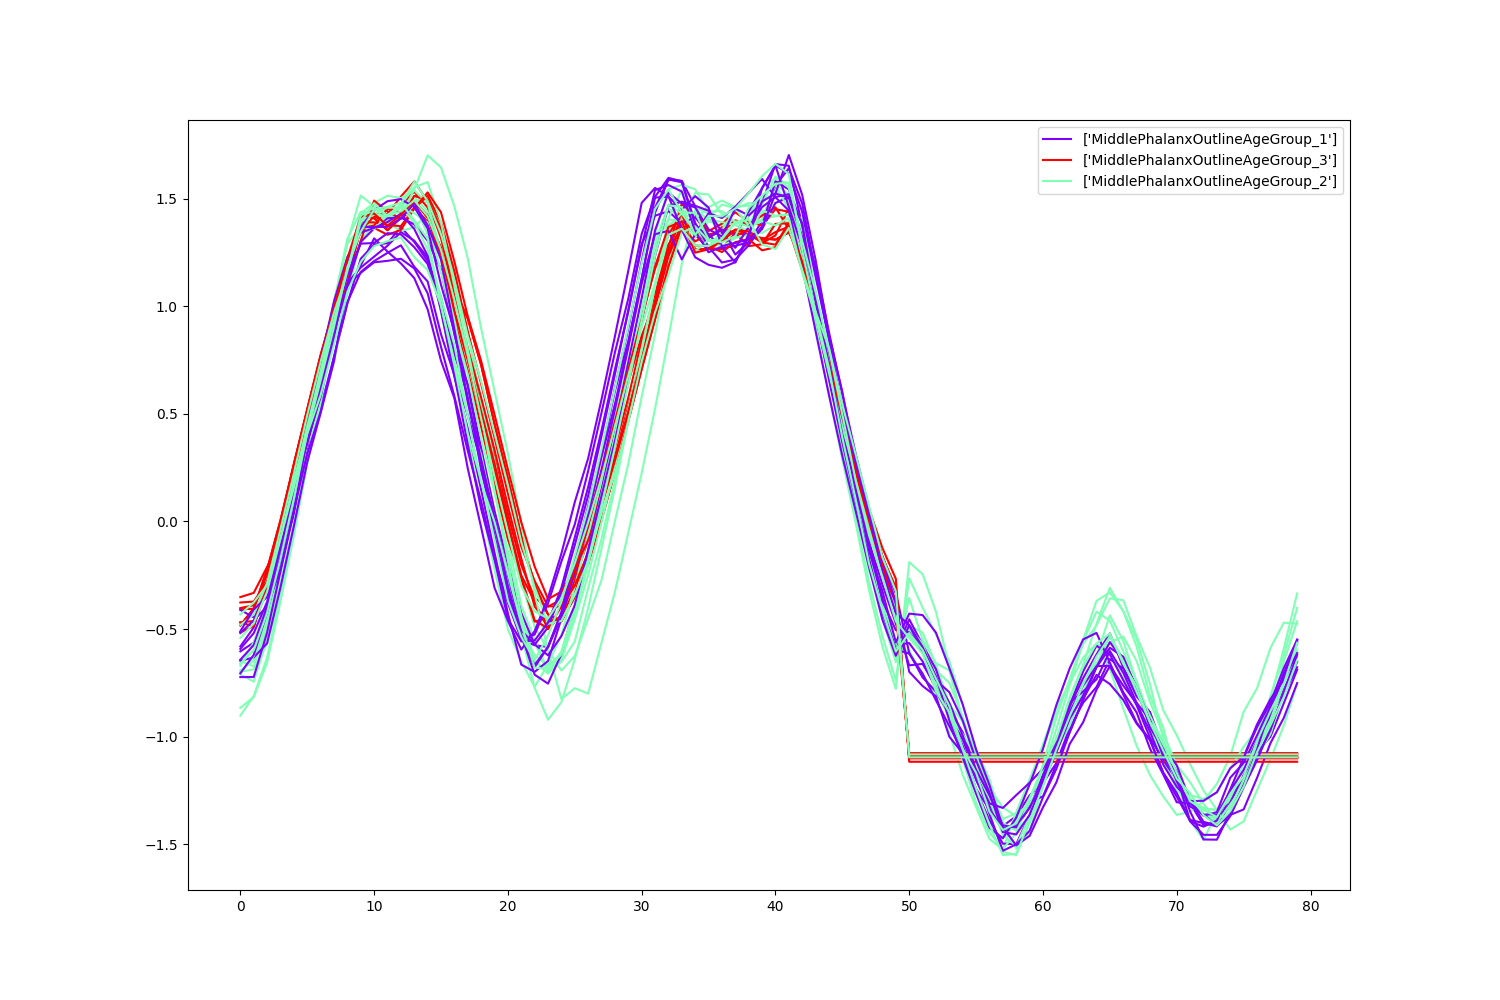 ['MiddlePhalanxOutlineAgeGroup_1']
['MiddlePhalanxOutlineAgeGroup_3']
['MiddlePhalanxOutlineAgeGroup_2']
1.5
1.0
0.5
0.0
−0.5
−1.0
−1.5
0 10 20 30 40 50 60 70 80